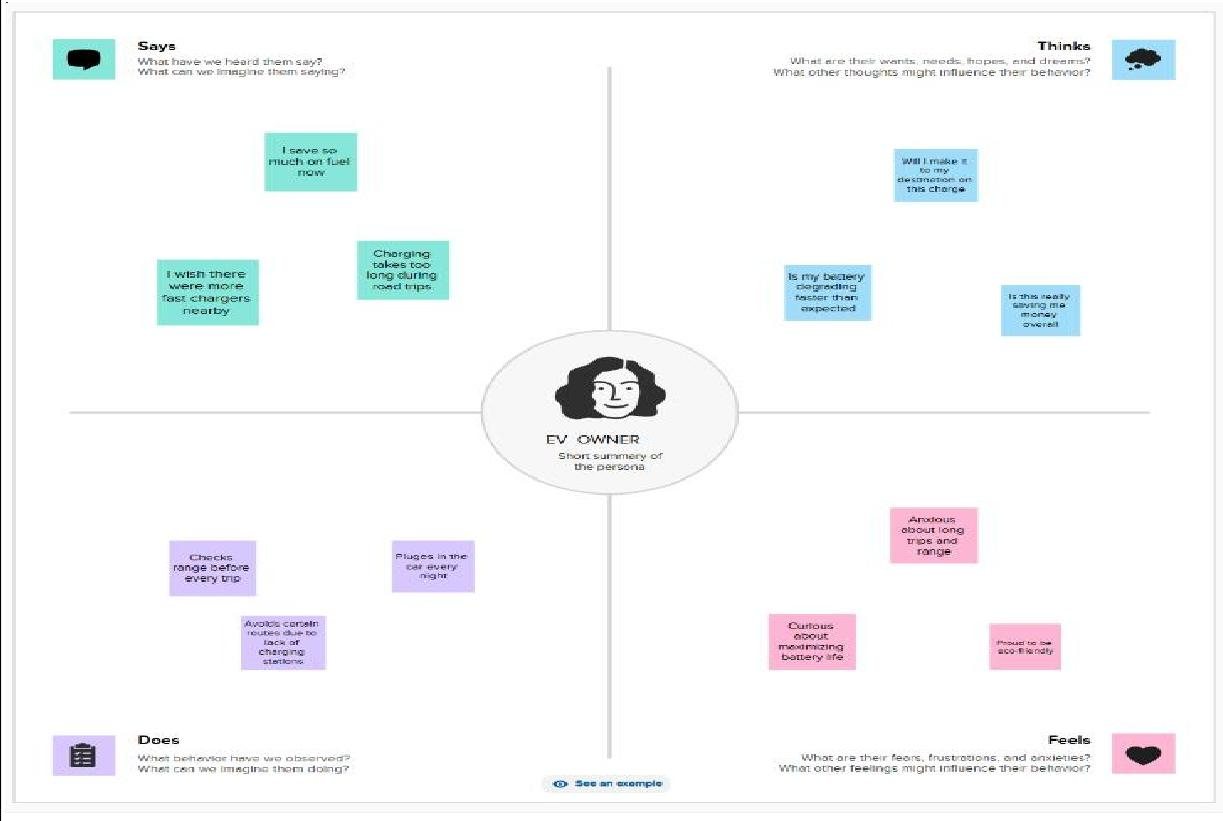 Says
What have we heard them say?
What can we imagine them saying?
Thinks
What are their wants, needs, hopes, and dreams?
What other thoughts might influence their behavior?
I save so
much on fuel
now
I wish there
were more
fast chargers
nearby
Charging
takes too
long during
road trips
Will I make it
to my
destination on
this charge
Is my battery
degrading
faster than
expected
Is this really
saving me
money
overall
EV OWNER
Short summary of
the persona
Checks
range before
every trip
Pluges in the
car every
night
Avoids certain
routes due to
lack of
charging
stations
Anxious
about long
trips and
range
Curious
about
maximizing
battery life
Proud to be
eco-friendly
Does
What behavior have we observed?
What can we imagine them doing?
Feels
What are their fears, frustrations, and anxieties?
What other feelings might influence their behavior?
See an example